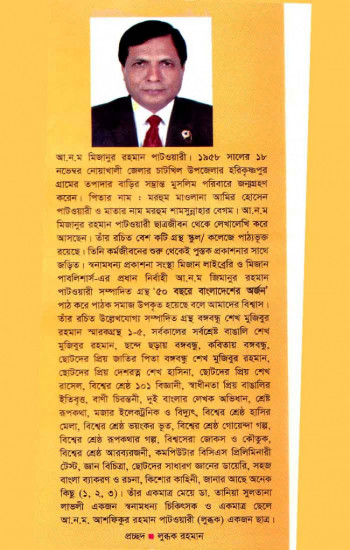 আ.ন.ম মিজানুর রহমান পাটওয়ারী। ১৯৫৮ সালের ১৮
নভেম্বর নোয়াখালী জেলার চাটখিল উপজেলার হরিকৃষ্ণপুর
গ্রামের তপাদার বাড়ির সম্ভ্রান্ত মুসলিম পরিবারে জন্মগ্রহণ
করেন। পিতার নাম : মরহুম মাওলানা আমির হোসেন
পাটওয়ারী ও মাতার নাম মরহুম শামসুন্নাহার বেগম। আ.ন.ম
মিজানুর রহমান পাটওয়ারী ছাত্রজীবন থেকে লেখালেখি করে
আসছেন। তাঁর রচিত বেশ কটি গ্রন্থ স্কুল/ কলেজে পাঠ্যভুক্ত
রয়েছে। তিনি কর্মজীবনের শুরু থেকেই পুস্তক প্রকাশনার সাথে
জড়িত। স্বনামধন্য প্রকাশনা সংস্থা মিজান লাইব্রেরি ও মিজান
পাবলিশার্স-এর প্রধান নির্বাহী আ.ন.ম মিজানুর রহমান
পাটওয়ারী সম্পাদিত গ্রন্থ '৫০ বছরে বাংলাদেশের অর্জন'
পাঠ করে পাঠক সমাজ উপকৃত হয়েছে বলে আমাদের বিশ্বাস।
তাঁর রচিত উল্লেখযোগ্য সম্পাদিত গ্রন্থ বঙ্গবন্ধু শেখ মুজিবুর
রহমান স্মারকগ্রন্থ ১-৫, সর্বকালের সর্বশ্রেষ্ট বাঙালি শেখ
মুজিবুর রহমান, ছন্দে ছড়ায় বঙ্গবন্ধু, কবিতায় বঙ্গবন্ধু,
ছোটদের প্রিয় জাতির পিতা বঙ্গবন্ধু শেখ মুজিবুর রহমান,
ছোটদের প্রিয় দেশরত্ন শেখ হাসিনা, ছোটদের প্রিয় শেখ
রাসেল, বিশ্বের শ্রেষ্ঠ ১০১ বিজ্ঞানী, স্বাধীনতা প্রিয় বাঙালির
ইতিবৃত্ত, বাণী চিরন্তনী, দুই বাংলার লেখক অভিধান, শ্রেষ্ঠ
রূপকথা, মজার ইলেকট্রনিক ও বিদ্যুৎ, বিশ্বের শ্রেষ্ঠ হাসির
মেলা, বিশ্বের শ্রেষ্ঠ ভয়ংকর ভূত, বিশ্বের শ্রেষ্ঠ গোয়েন্দা গল্প,
বিশ্বের শ্রেষ্ঠ রূপকথার গল্প, বিশ্বসেরা জোকস ও কৌতুক,
বিশ্বের শ্রেষ্ঠ আরব্যরজনী, কমপিউটার বিসিএস প্রিলিমিনারী
টেস্ট, জ্ঞান বিচিত্রা, ছোটদের সাধারণ জ্ঞানের ডায়েরি, সহজ
বাংলা ব্যাকরণ ও রচনা, কিশোর কাহিনী, জানার আছে অনেক
কিছু (১, ২, ৩)। তাঁর একমাত্র মেয়ে ডা. তানিয়া সুলতানা
লাভলী একজন স্বনামধন্য চিকিৎসক ও একমাত্র ছেলে
আ.ন.ম. আশফিকুর রহমান পাটওয়ারী (লুব্ধক) একজন ছাত্র।
প্রচ্ছদ ▪ লুব্ধক রহমান